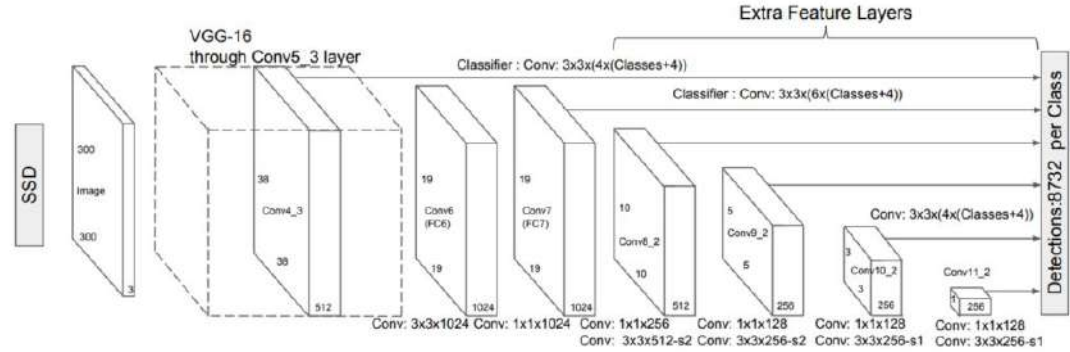 Extra Feature Layers
VGG-16
through Conv5_3 layer
Classifier : Conv: 3x3x(4x(Classes+4))
Classifier : Conv: 3x3x(6x(Classes+4))
SSD
300
Image
300
3
38
Conv4_3
38
512
19
Conv6
(FC6)
19
1024
19
Conv7
(FC7)
19
1024
10
Conv8_2
10
512
5
Conv9_2
5
256
Conv: 3x3x(4x(Classes+4))
3
Conv10_2
3
256
Conv11_2
1
256
Detections:8732 per Class
Conv: 3x3x1024
Conv: 1x1x1024
Conv: 1x1x256
Conv: 3x3x512-s2
Conv: 1x1x128
Conv: 3x3x256-s2
Conv: 1x1x128
Conv: 3x3x256-s1
Conv: 1x1x128
Conv: 3x3x256-s1